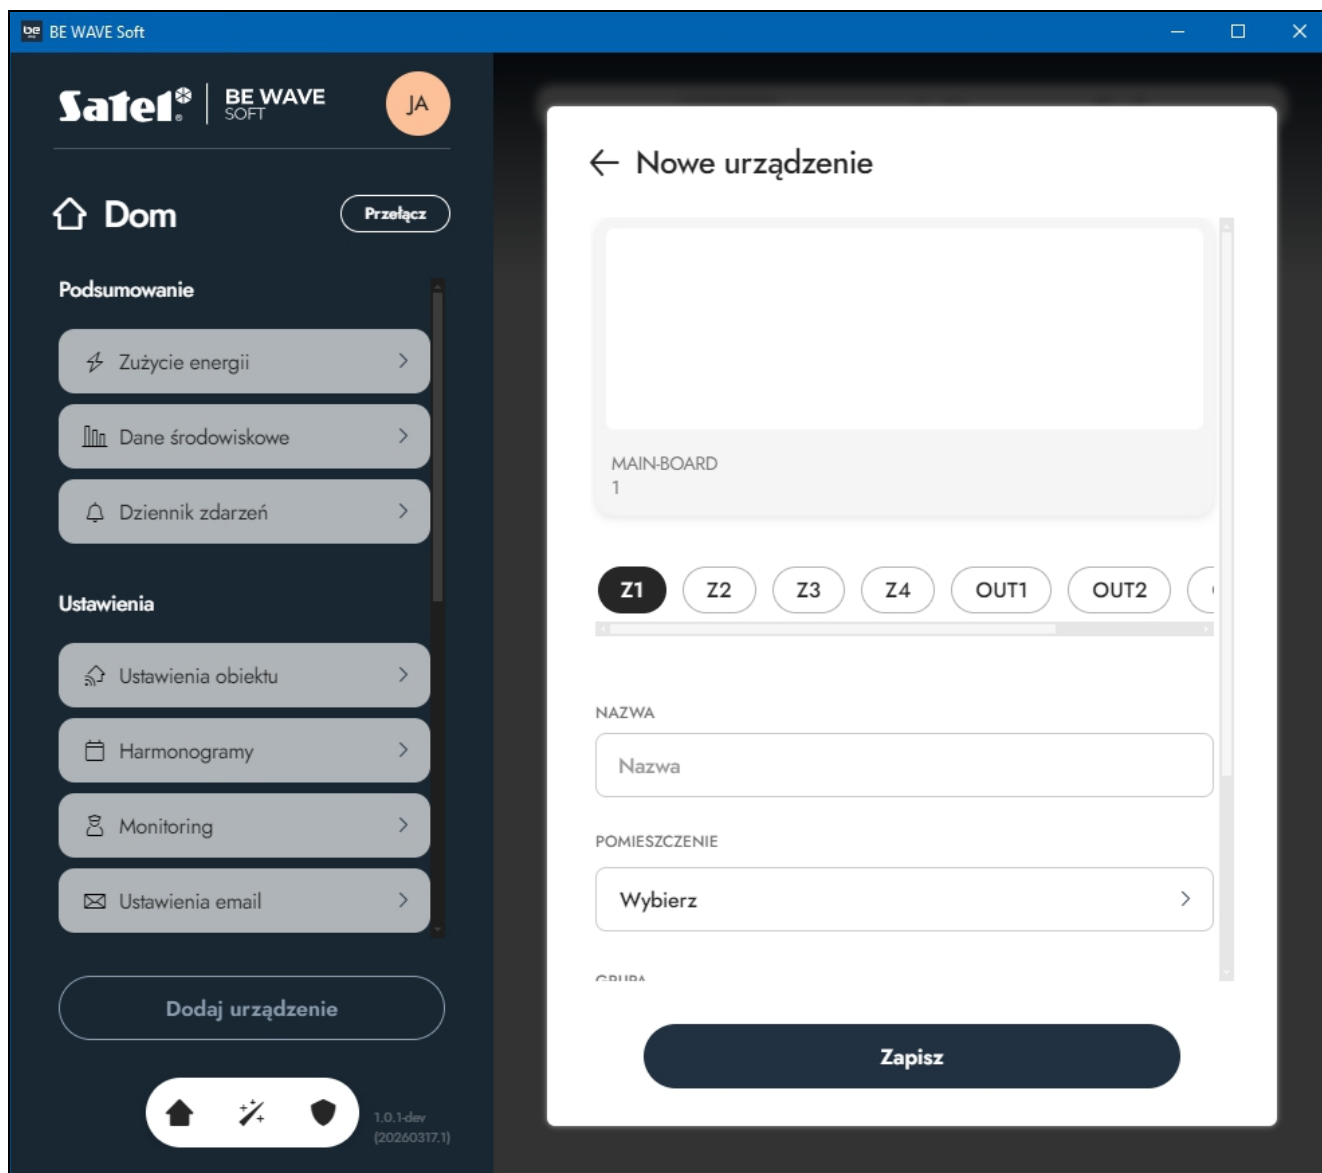 be BE WAVE Soft
Satel® BE WAVE SOFT JA
Dom Przełącz
Podsumowanie
Zużycie energii
Dane środowiskowe
Dziennik zdarzeń
Ustawienia
Ustawienia obiektu
Harmonogramy
Monitoring
Ustawienia email
Dodaj urządzenie
1.0.1-dev
(20260317.1)
Nowe urządzenie
MAIN-BOARD
1
Z1 Z2 Z3 Z4 OUT1 OUT2
NAZWA
Nazwa
POMIESZCZENIE
Wybierz
GRUPA
Zapisz